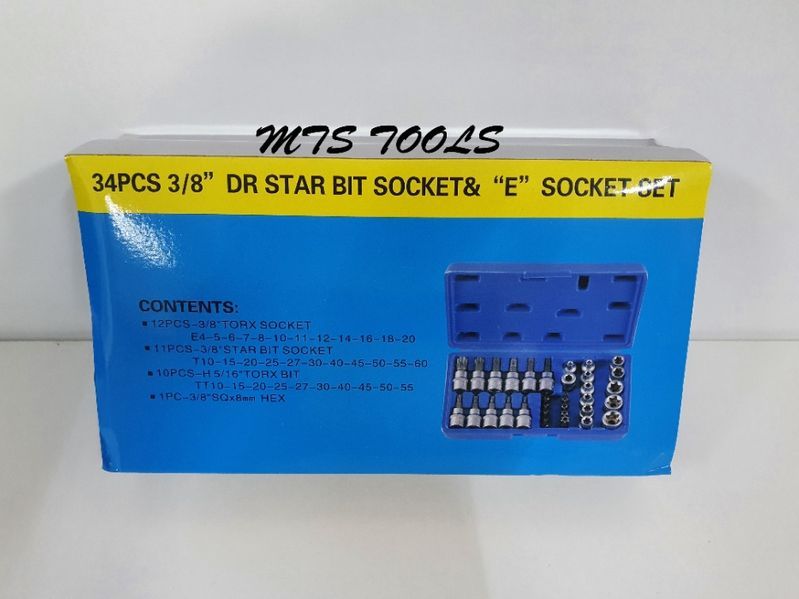 MTS TOOLS
34PCS 3/8” DR STAR BIT SOCKET& “E” SOCKET SET
CONTENTS:
▪12PCS-3/8"TORX SOCKET
E4-5-6-7-8-10-11-12-14-16-18-20
▪11PCS-3/8"STAR BIT SOCKET
T10-15-20-25-27-30-40-45-50-55-60
▪10PCS-H5/16"TORX BIT
TT10-15-20-25-27-30-40-45-50-55
▪1PC-3/8"SQx8mm HEX